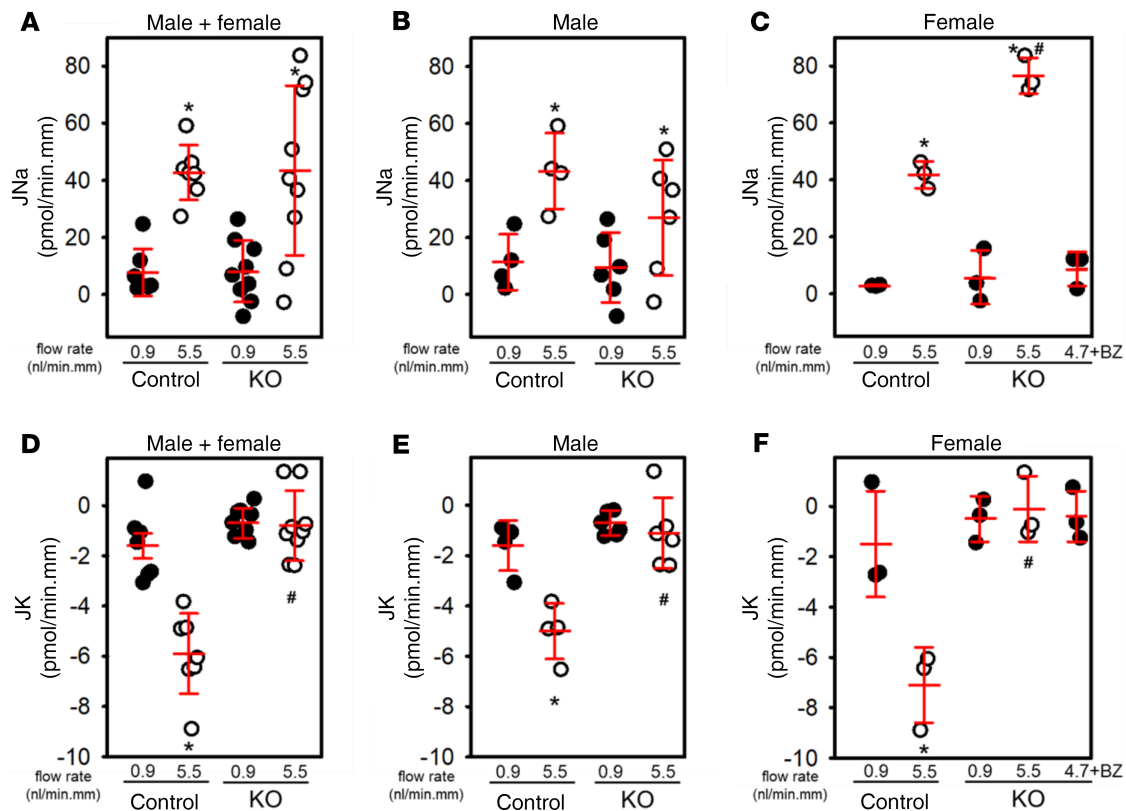 A
Male + female
JNa
(pmol/min.mm)
80
60
40
20
0
*
*
flow rate
(nl/min.mm)
0.9
5.5
0.9
5.5
Control
KO
B
Male
JNa
(pmol/min.mm)
80
60
40
20
0
*
*
flow rate
(nl/min.mm)
0.9
5.5
0.9
5.5
Control
KO
C
Female
JNa
(pmol/min.mm)
80
60
40
20
0
*
* #
flow rate
(nl/min.mm)
0.9
5.5
0.9
5.5
4.7+BZ
Control
KO
D
Male + female
JK
(pmol/min.mm)
0
-2
-4
-6
-8
-10
*
#
flow rate
(nl/min.mm)
0.9
5.5
0.9
5.5
Control
KO
E
Male
JK
(pmol/min.mm)
0
-2
-4
-6
-8
-10
*
#
flow rate
(nl/min.mm)
0.9
5.5
0.9
5.5
Control
KO
F
Female
JK
(pmol/min.mm)
0
-2
-4
-6
-8
-10
*
#
flow rate
(nl/min.mm)
0.9
5.5
0.9
5.5
4.7+BZ
Control
KO